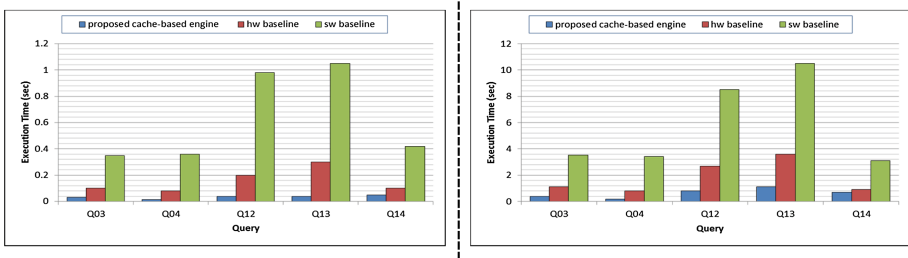 proposed cache-based engine hw baseline sw baseline
1.2
1
0.8
0.6
0.4
0.2
0
Execution Time (sec)
Q03 Q04 Q12 Q13 Q14
Query
proposed cache-based engine hw baseline sw baseline
12
10
8
6
4
2
0
Execution Time (sec)
Q03 Q04 Q12 Q13 Q14
Query